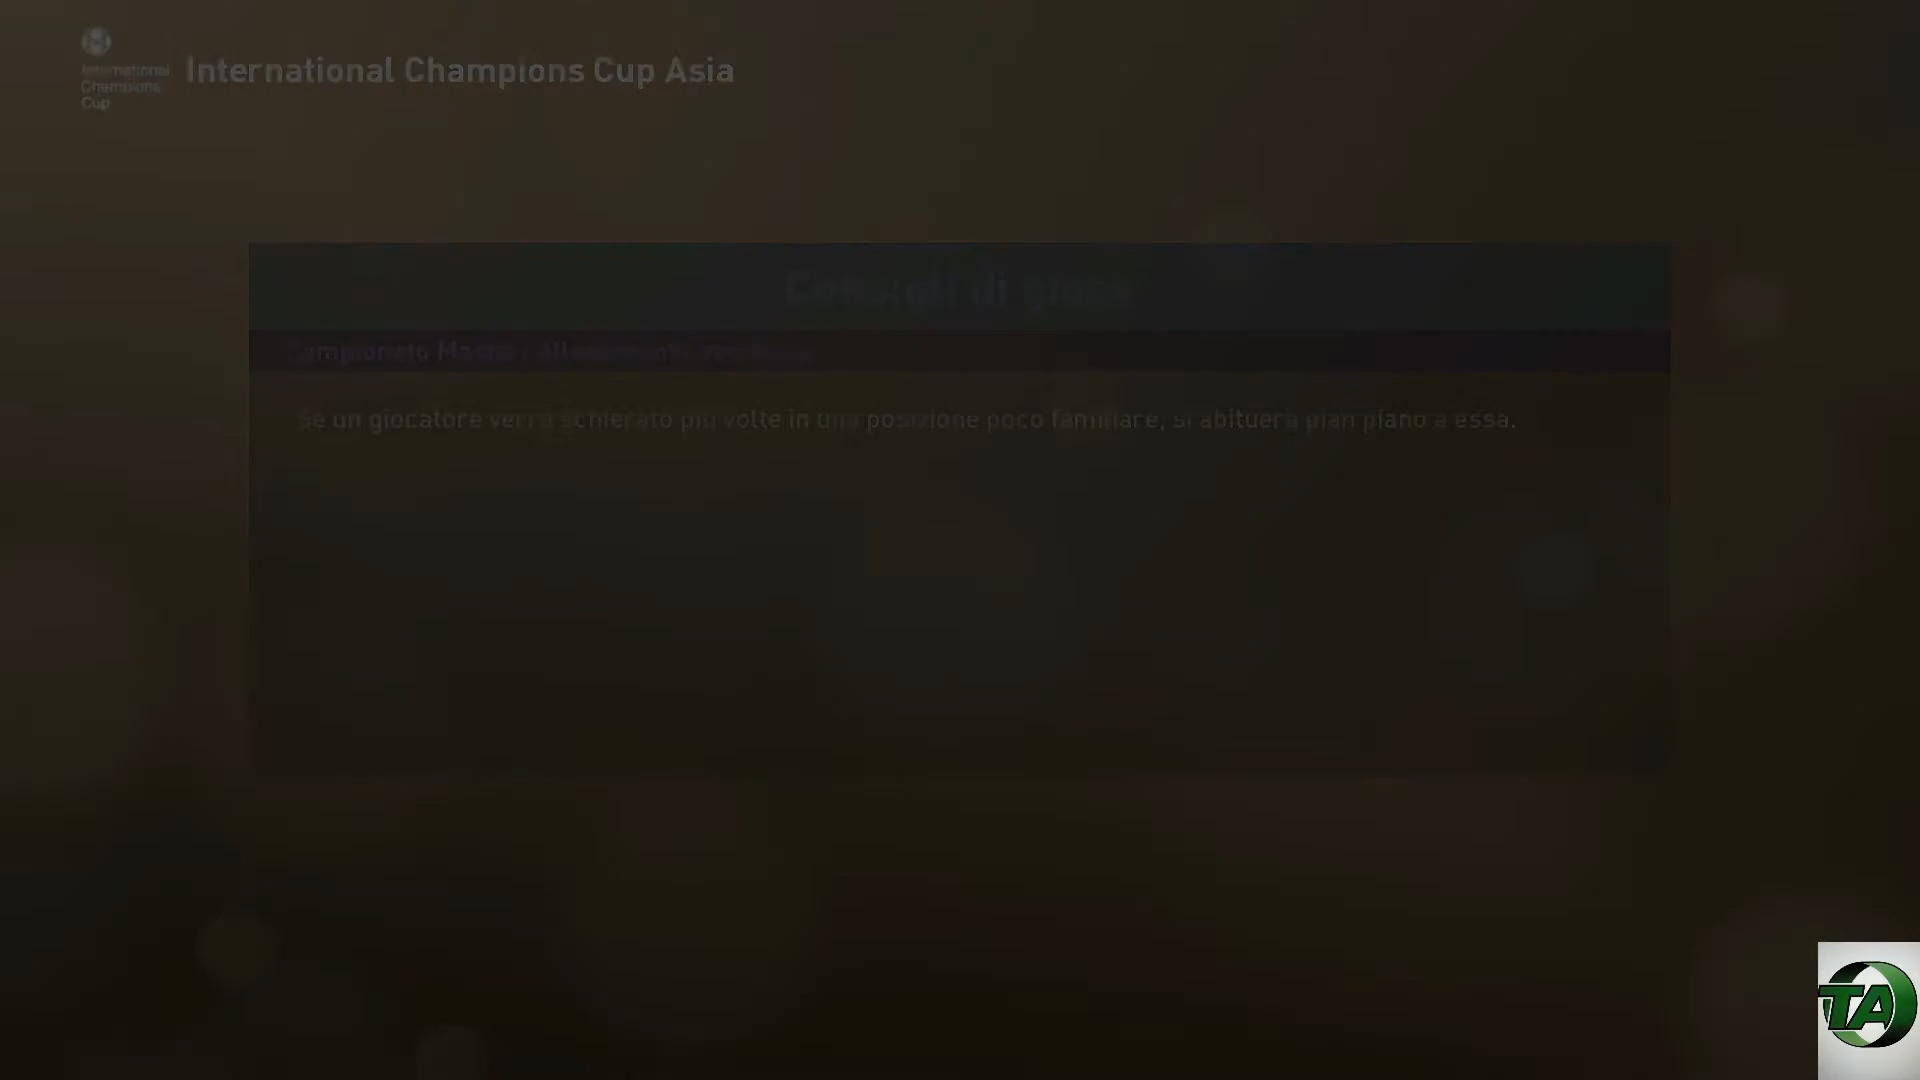 International
Champions
Cup
International Champions Cup Asia
Consigli di gioco
Campionato Master:
Se un giocatore verrà schierato più volte in una posizione poco familiare, si abituerà pian piano a essa.
TA